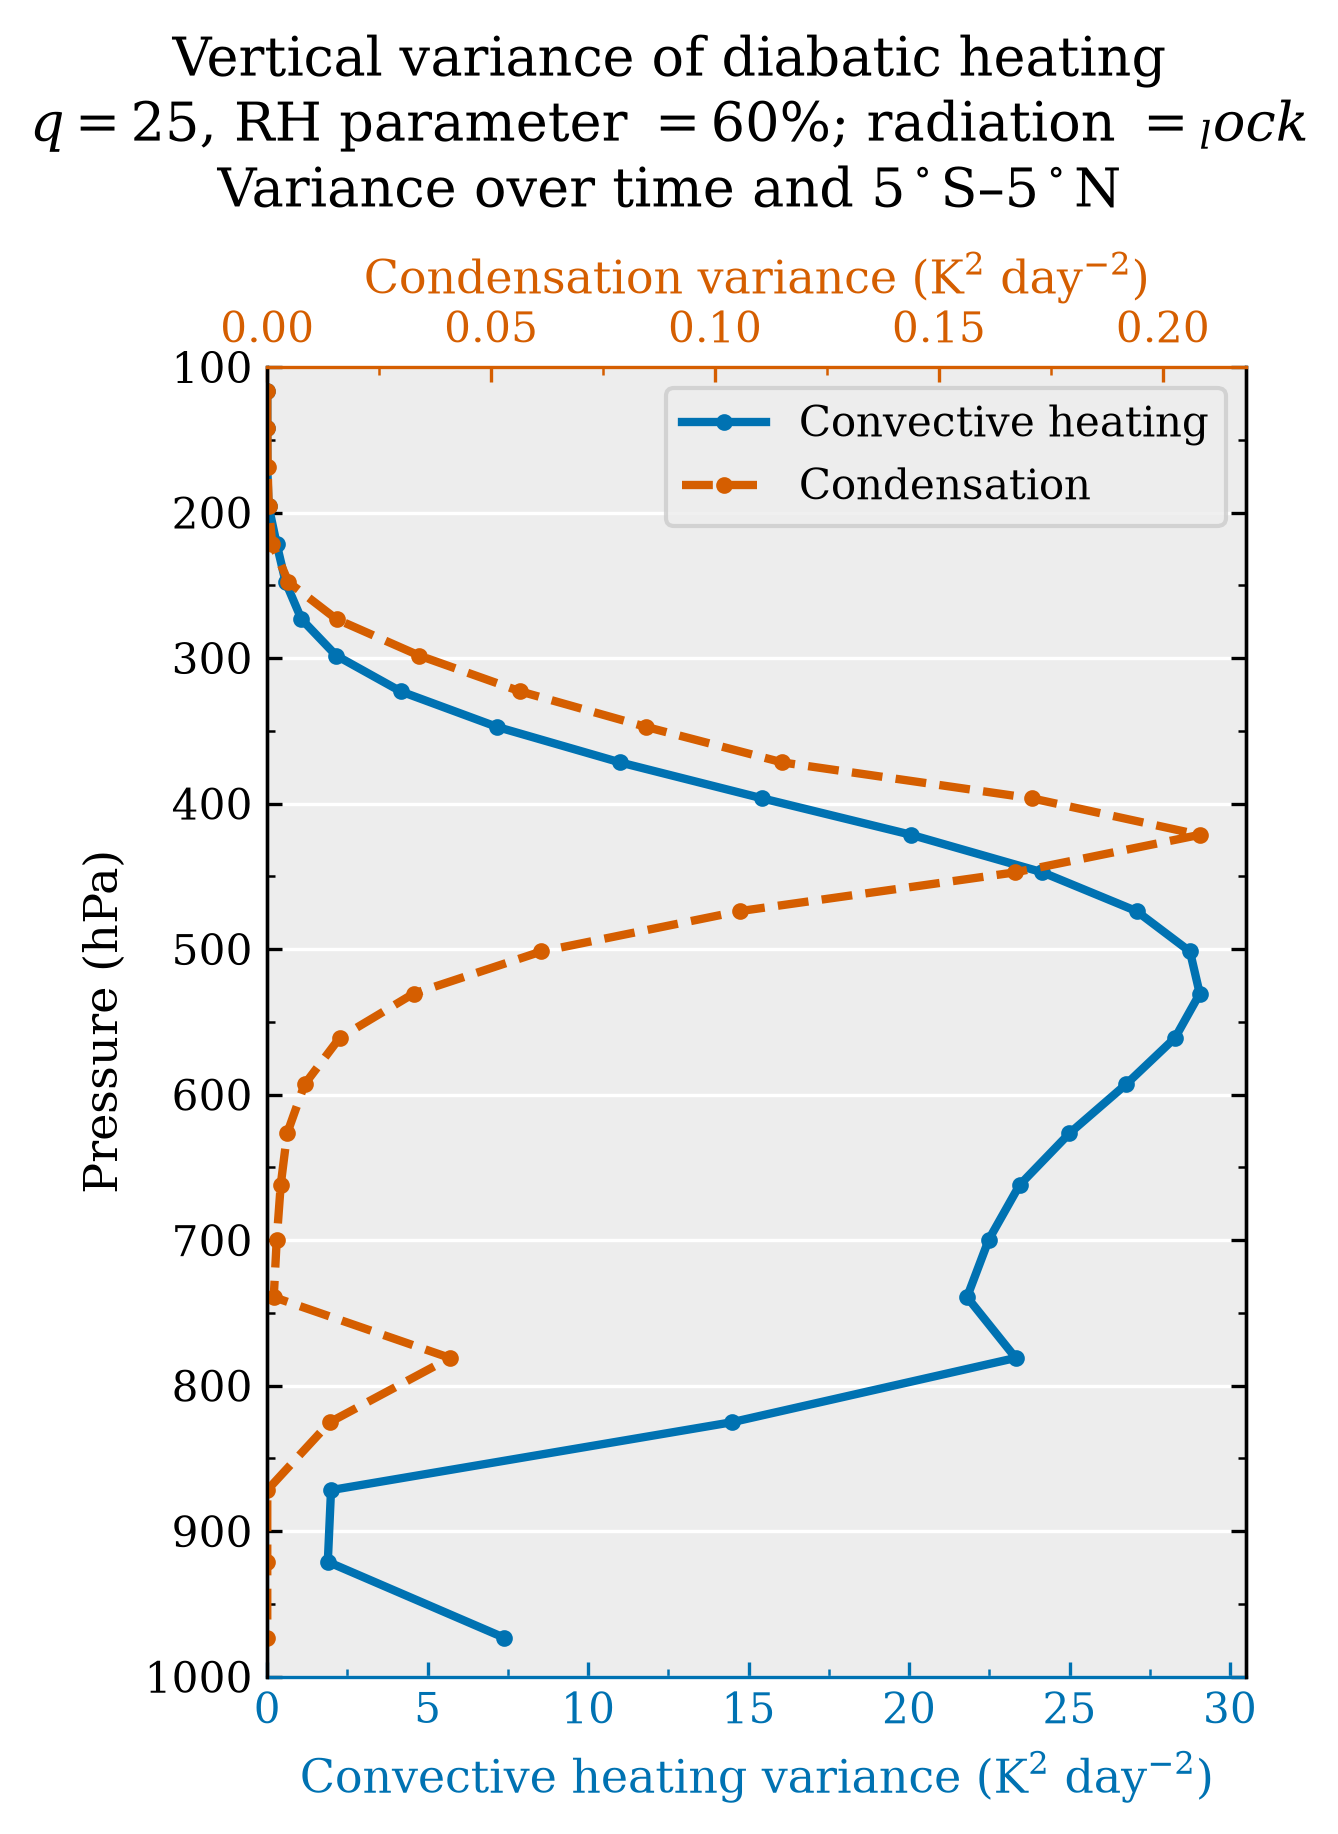 Vertical variance of diabatic heating
q = 25, RH parameter = 60%; radiation = ₗock
Variance over time and 5°S–5°N
Condensation variance (K² day⁻²)
0.00 0.05 0.10 0.15 0.20
Convective heating
Condensation
100
200
300
400
500
600
700
800
900
1000
Pressure (hPa)
0 5 10 15 20 25 30
Convective heating variance (K² day⁻²)